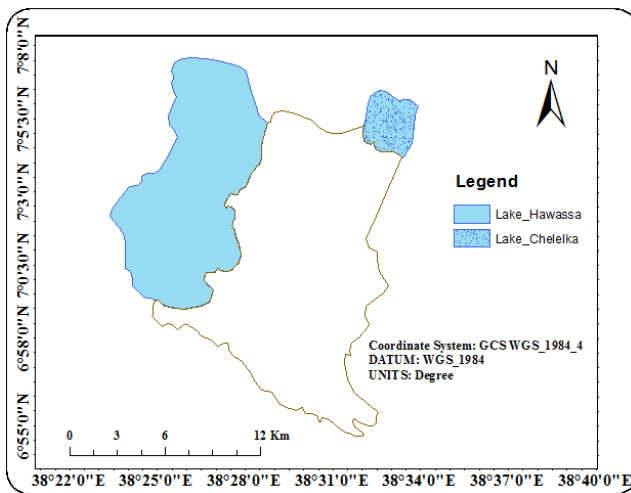 7°8'0"N
7°5'30"N
7°3'0"N
7°0'30"N
6°58'0"N
6°55'0"N
N
Legend
Lake_Hawassa
Lake_Chelelka
Coordinate System: GCS WGS_1984_4
DATUM: WGS_1984
UNITS: Degree
0 3 6 12 Km
38°22'0"E 38°25'0"E 38°28'0"E 38°31'0"E 38°34'0"E 38°37'0"E 38°40'0"E